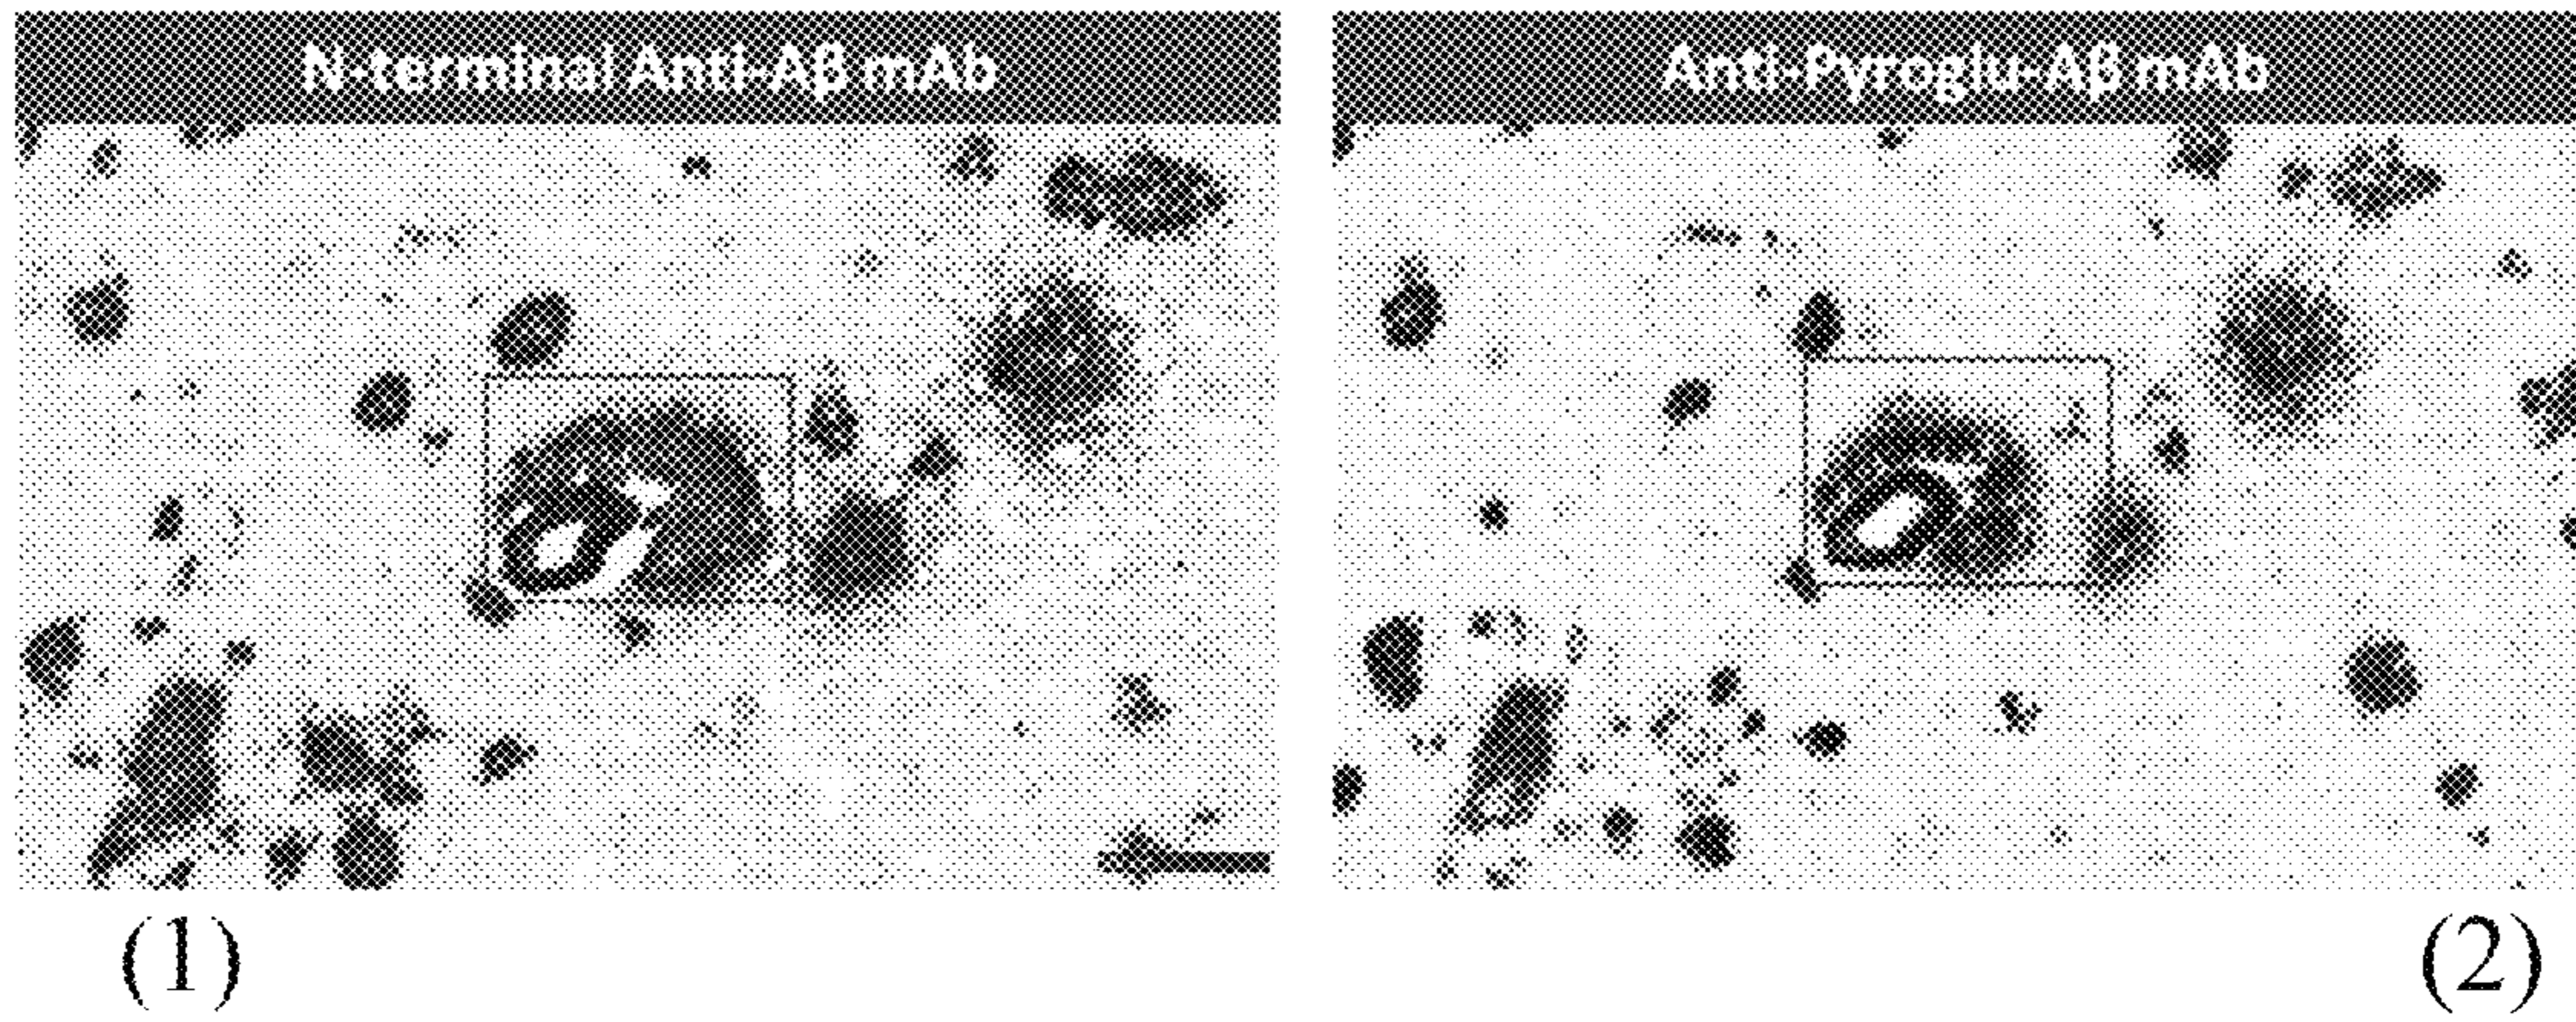 N-terminal Anti-Aβ mAb
Anti-Pyroglu-Aβ mAb
(1)
(2)